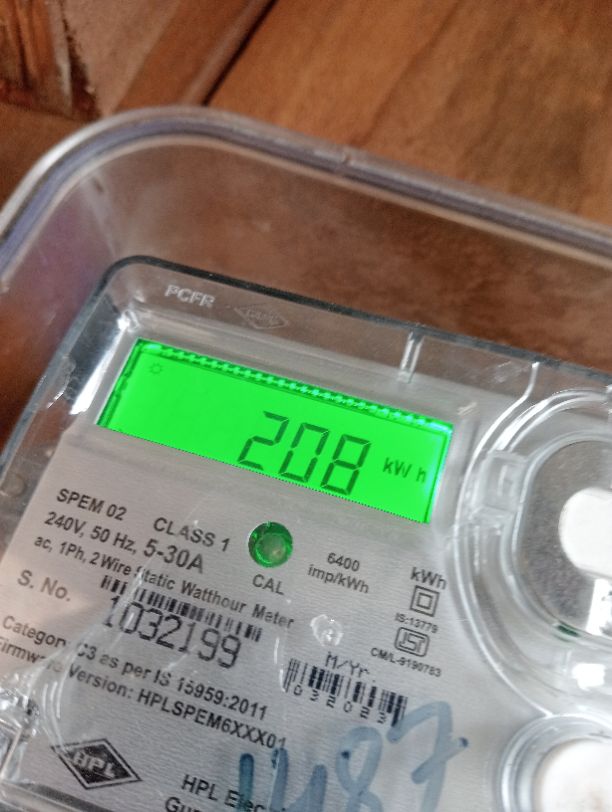 PCFR
208 kWh
SPEM 02 CLASS 1
240V, 50 Hz, 5-30A
ac, 1Ph, 2Wire Static Watthour Meter
CAL
6400
imp/kWh
kWh
IS:13779
CM/L-9190783
S. No.
1032199
M/Yr.
032023
Category C3 as per IS 15959:2011
Firmware Version: HPLSPEM6XXX01
HPL
HPL
1487